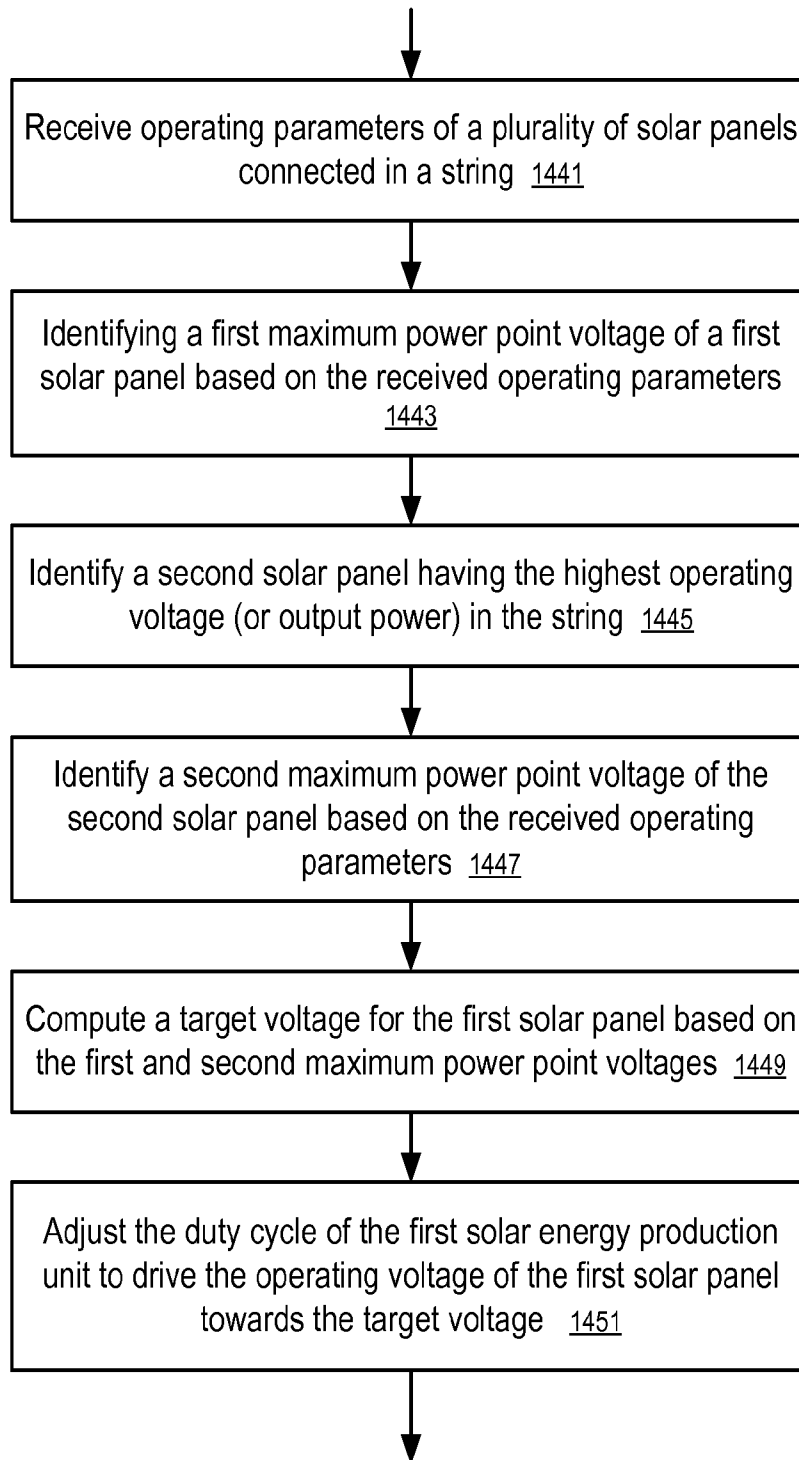 Receive operating parameters of a plurality of solar panels
connected in a string 1441
Identifying a first maximum power point voltage of a first
solar panel based on the received operating parameters
1443
Identify a second solar panel having the highest operating
voltage (or output power) in the string 1445
Identify a second maximum power point voltage of the
second solar panel based on the received operating
parameters 1447
Compute a target voltage for the first solar panel based on
the first and second maximum power point voltages 1449
Adjust the duty cycle of the first solar energy production
unit to drive the operating voltage of the first solar panel
towards the target voltage 1451